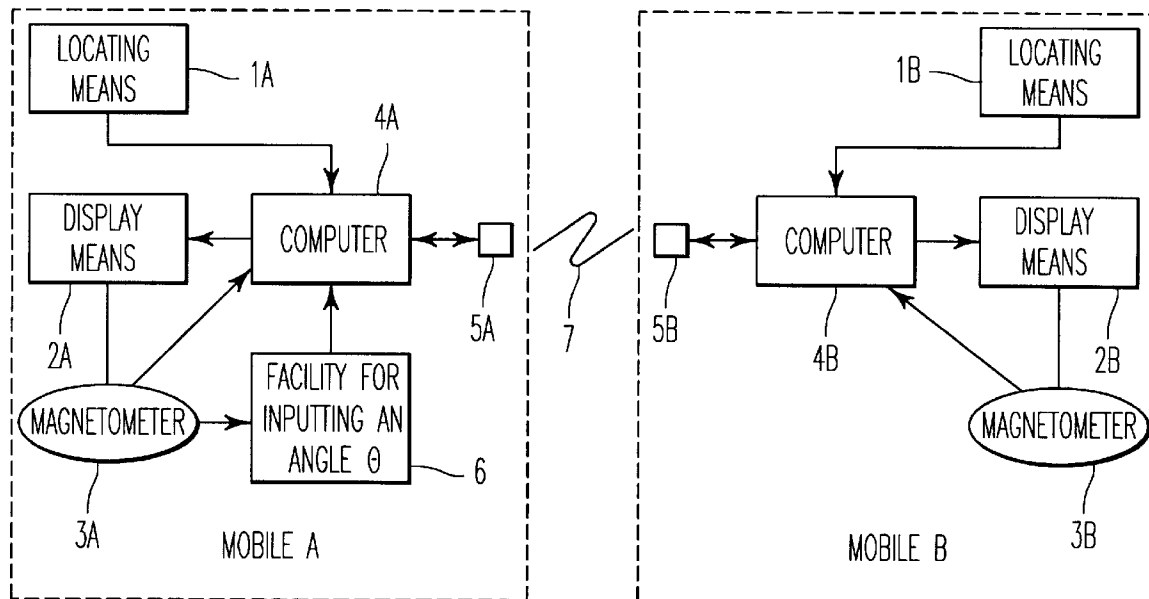 LOCATING
MEANS
1A
4A
DISPLAY
MEANS
COMPUTER
2A
5A
MAGNETOMETER
FACILITY FOR
INPUTTING AN
ANGLE Θ
6
3A
MOBILE A
7
LOCATING
MEANS
1B
COMPUTER
DISPLAY
MEANS
5B
4B
2B
MAGNETOMETER
3B
MOBILE B